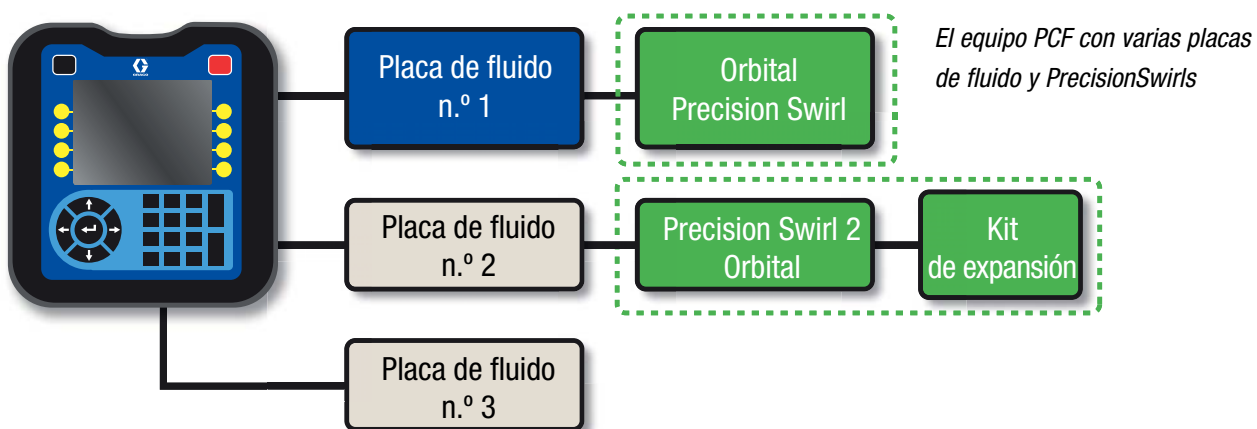 El equipo PCF con varias placas
de fluido y PrecisionSwirls
Placa de fluido
n.º 1
Orbital
Precision Swirl
Placa de fluido
n.º 2
Precision Swirl 2
Orbital
Kit
de expansión
Placa de fluido
n.º 3